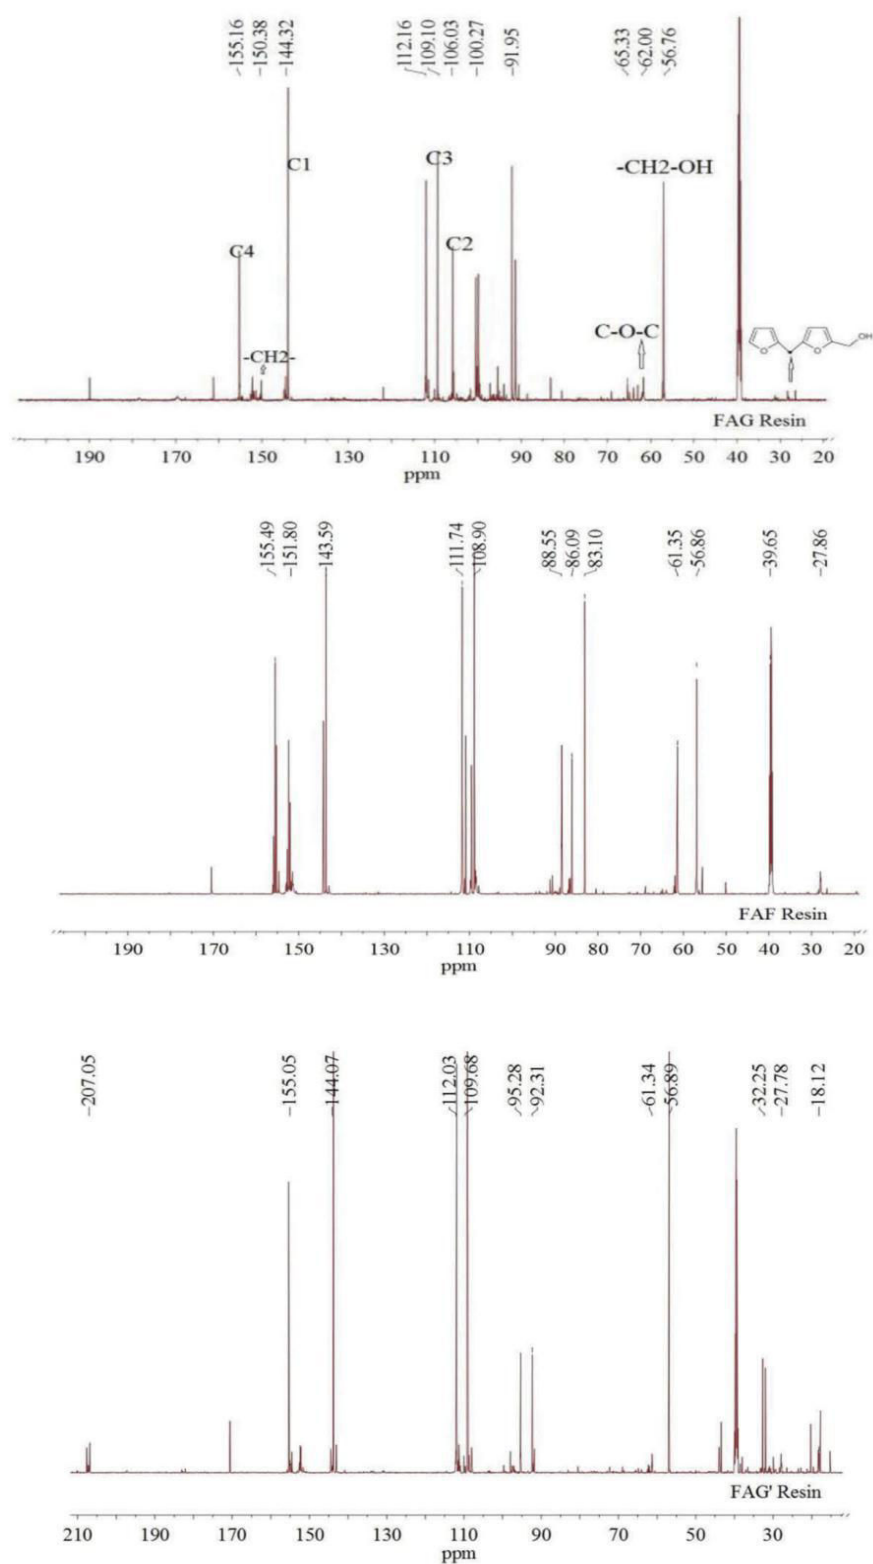 -155.16
-150.38
-144.32
112.16
109.10
106.03
-100.27
-91.95
-65.33
-62.00
-56.76
C1
C3
-CH2-OH
C4
C2
C-O-C
-CH2-
O
O
OH
FAG Resin
190 170 150 130 110 90 80 70 60 50 40 30 20
ppm
155.49
-151.80
143.59
111.74
108.90
88.55
-86.09
83.10
61.35
-56.86
-39.65
-27.86
FAF Resin
190 170 150 130 110 90 80 70 60 50 40 30 20
ppm
-207.05
-155.05
-144.07
112.03
109.68
-95.28
-92.31
-61.34
-56.89
-32.25
-27.78
-18.12
FAG' Resin
210 190 170 150 130 110 90 70 50 30
ppm